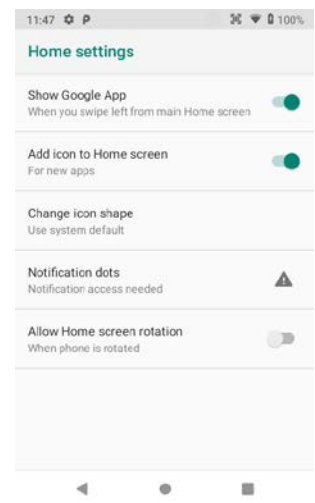 11:47 P 100%
Home settings
Show Google App
When you swipe left from main Home screen
Add icon to Home screen
For new apps
Change icon shape
Use system default
Notification dots
Notification access needed
Allow Home screen rotation
When phone is rotated